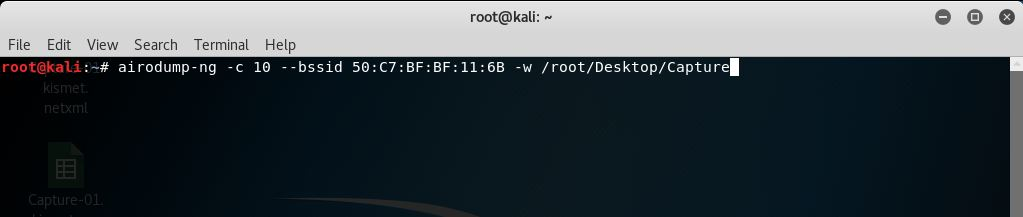 root@kali: ~
File Edit View Search Terminal Help
root@kali:~# airodump-ng -c 10 --bssid 50:C7:BF:BF:11:6B -w /root/Desktop/Capture
kismet.
netxml
Capture-01.